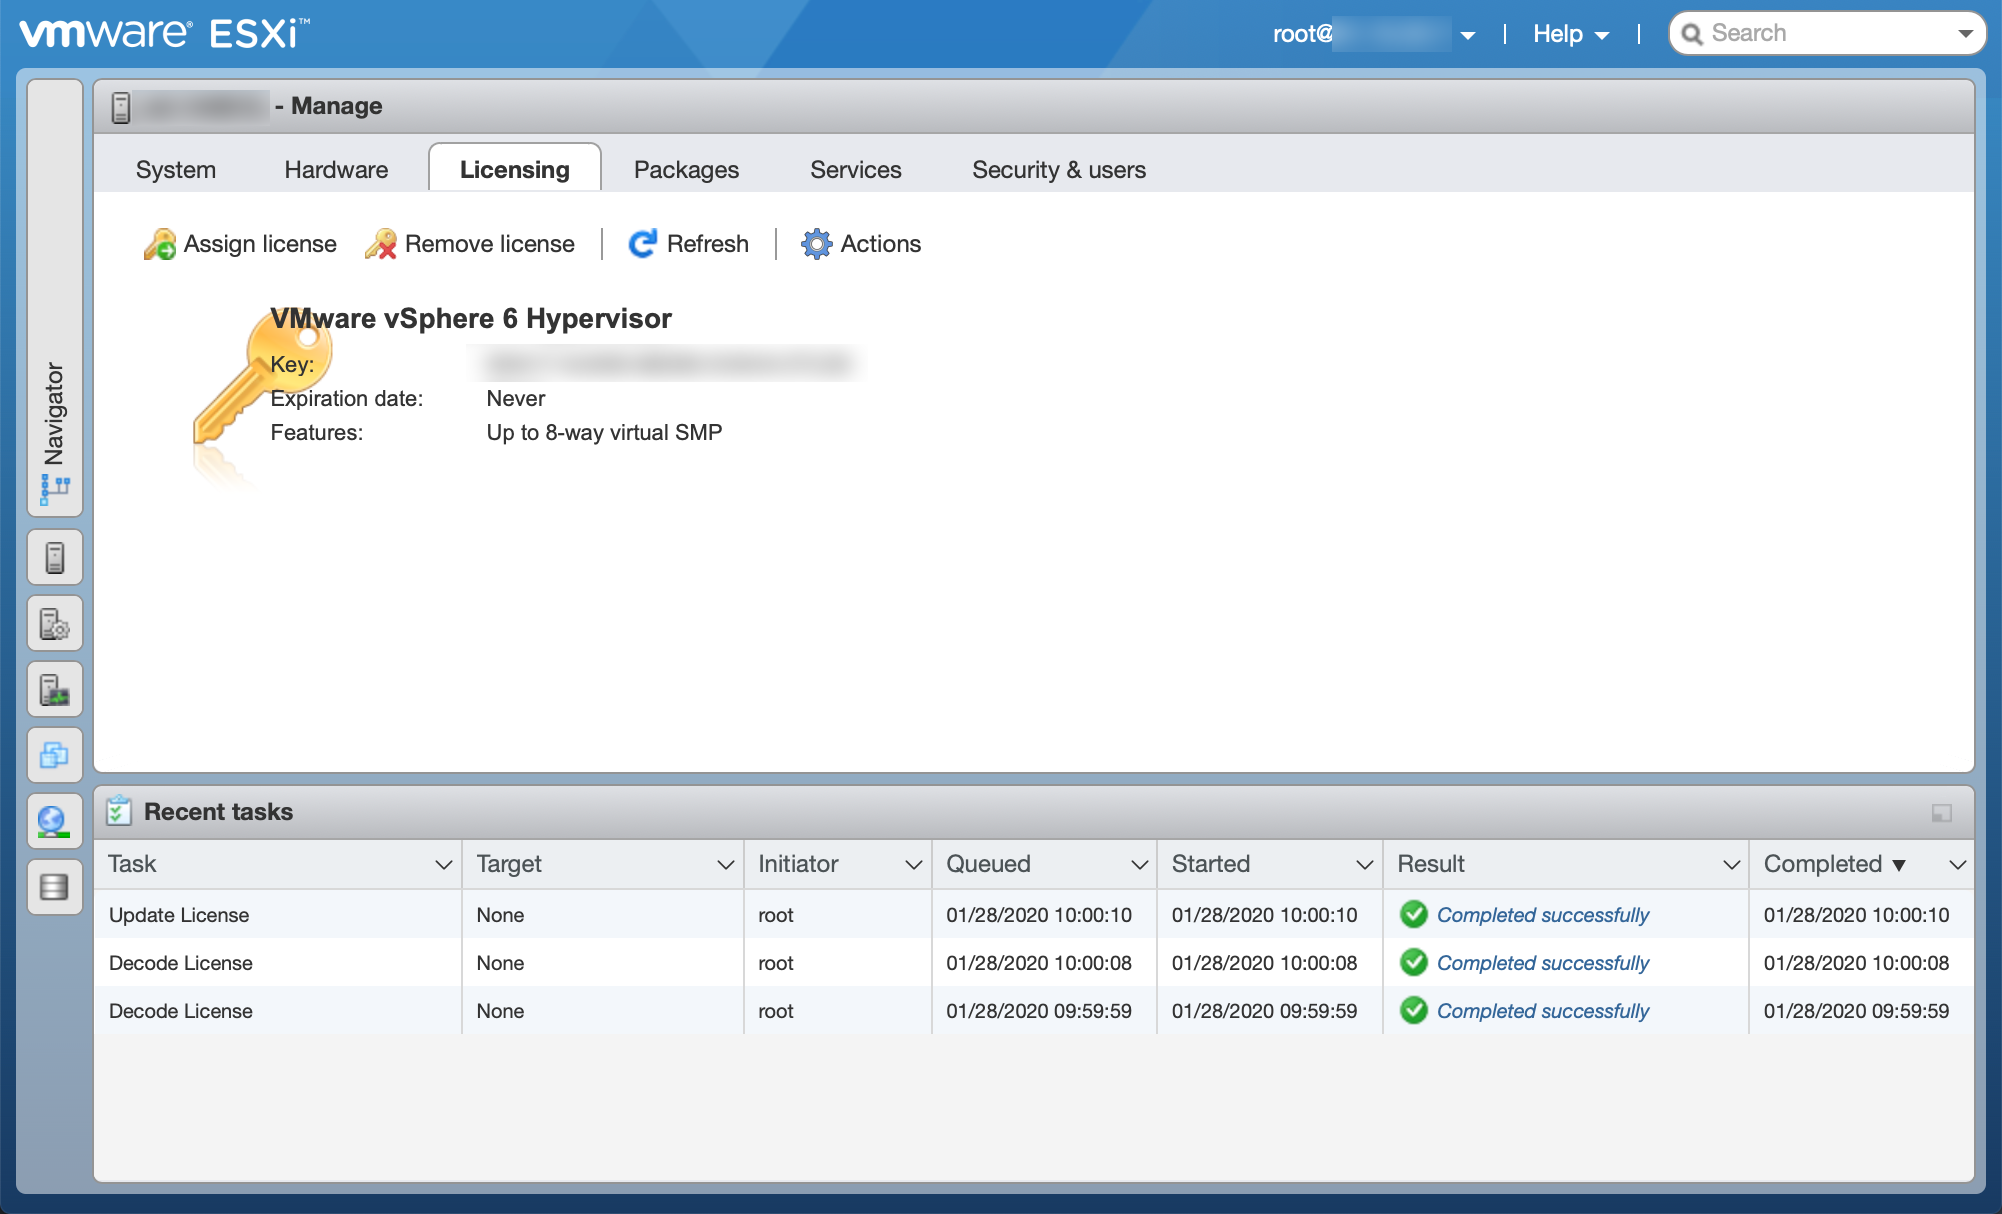 vmware® ESXi™
root@
Help
Search
- Manage
System Hardware Licensing Packages Services Security & users
Assign license Remove license Refresh Actions
VMware vSphere 6 Hypervisor
Key:
Expiration date: Never
Features: Up to 8-way virtual SMP
Navigator
Recent tasks
Task Target Initiator Queued Started Result Completed ▼
Update License None root 01/28/2020 10:00:10 01/28/2020 10:00:10 Completed successfully 01/28/2020 10:00:10
Decode License None root 01/28/2020 10:00:08 01/28/2020 10:00:08 Completed successfully 01/28/2020 10:00:08
Decode License None root 01/28/2020 09:59:59 01/28/2020 09:59:59 Completed successfully 01/28/2020 09:59:59